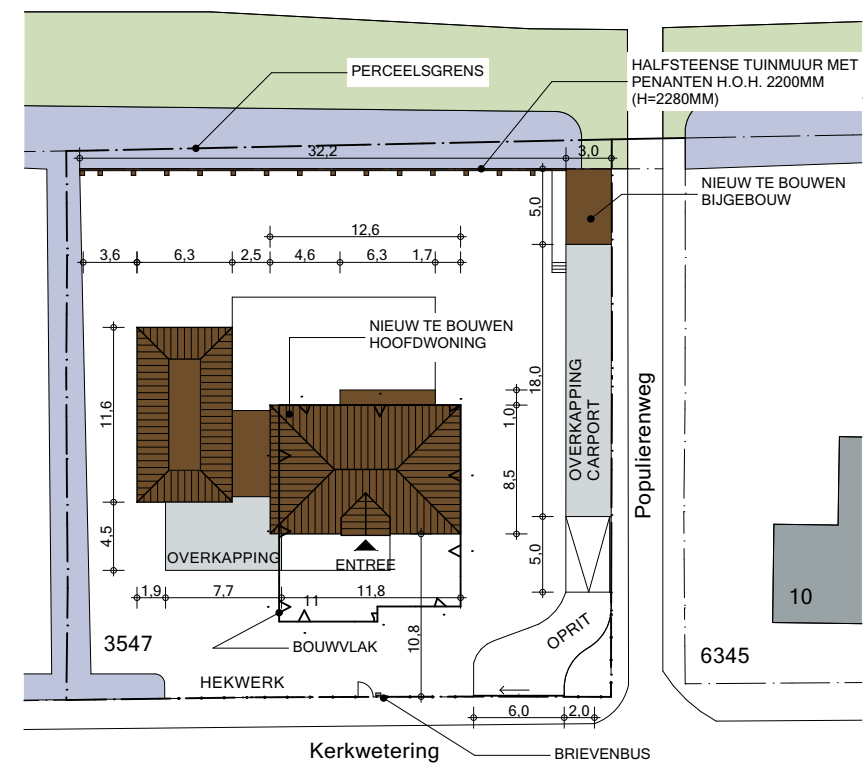 PERCEELSGRENS
HALFSTEENSE TUINMUUR MET
PENANTEN H.O.H. 2200MM
(H=2280MM)
32,2
3,0
NIEUW TE BOUWEN
BIJGEBOUW
5,0
12,6
3,6
6,3
2,5
4,6
6,3
1,7
NIEUW TE BOUWEN
HOOFDWONING
11,6
18,0
1,0
OVERKAPPING
CARPORT
Populierenweg
8,5
4,5
OVERKAPPING
ENTREE
5,0
1,9
7,7
11,8
11
10
3547
BOUWVLAK
10,8
OPRIT
6345
HEKWERK
6,0
2,0
Kerkwetering
BRIEVENBUS